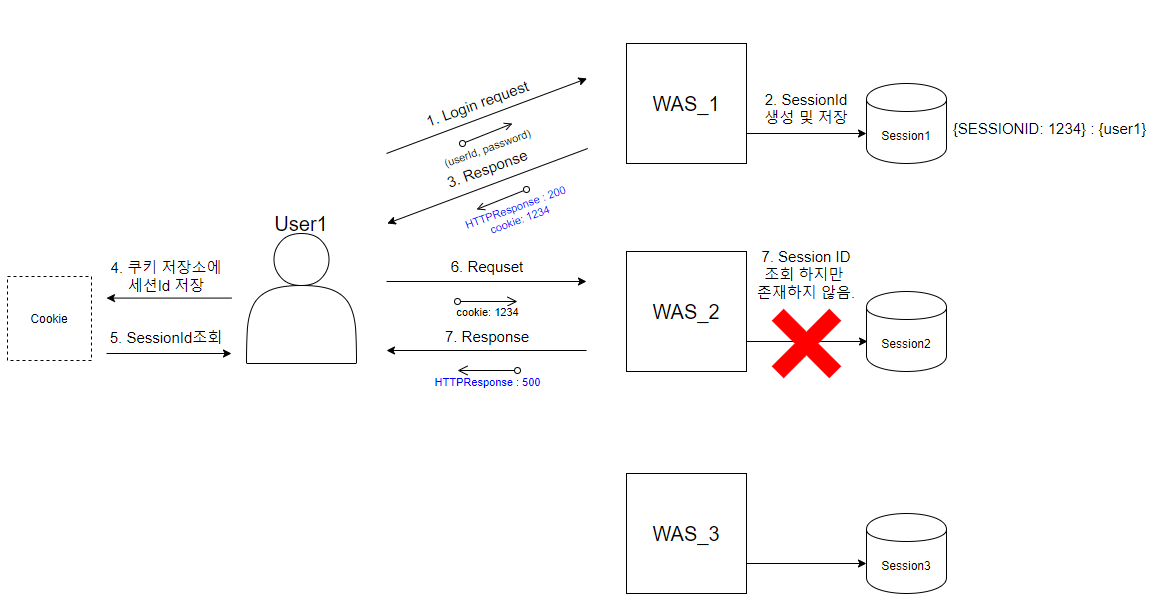 1. Login request
(userId, password)
3. Response
HTTPResponse : 200
cookie: 1234
WAS_1
2. SessionId
생성 및 저장
Session1
{SESSIONID: 1234} : {user1}
User1
4. 쿠키 저장소에
세션Id 저장
Cookie
5. SessionId조회
6. Requset
cookie: 1234
7. Response
HTTPResponse : 500
WAS_2
7. Session ID
조회 하지만
존재하지 않음.
Session2
WAS_3
Session3